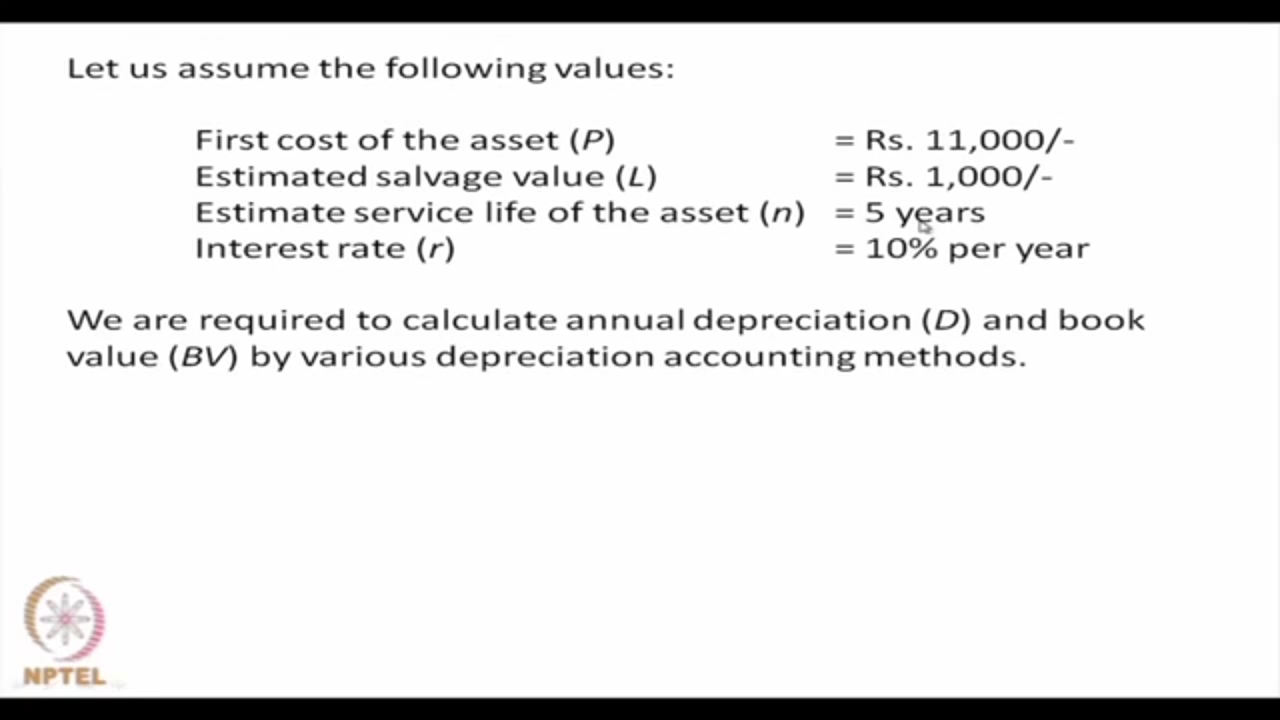 Let us assume the following values:
First cost of the asset (P) = Rs. 11,000/-
Estimated salvage value (L) = Rs. 1,000/-
Estimate service life of the asset (n) = 5 years
Interest rate (r) = 10% per year
We are required to calculate annual depreciation (D) and book
value (BV) by various depreciation accounting methods.
NPTEL